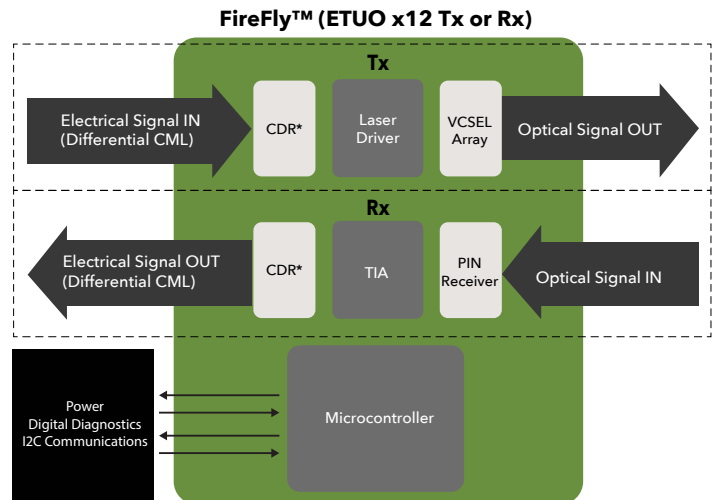 FireFly™ (ETUO x12 Tx or Rx)
Tx
Electrical Signal IN
(Differential CML)
CDR*
Laser
Driver
VCSEL
Array
Optical Signal OUT
Rx
Electrical Signal OUT
(Differential CML)
CDR*
TIA
PIN
Receiver
Optical Signal IN
Power
Digital Diagnostics
I2C Communications
Microcontroller